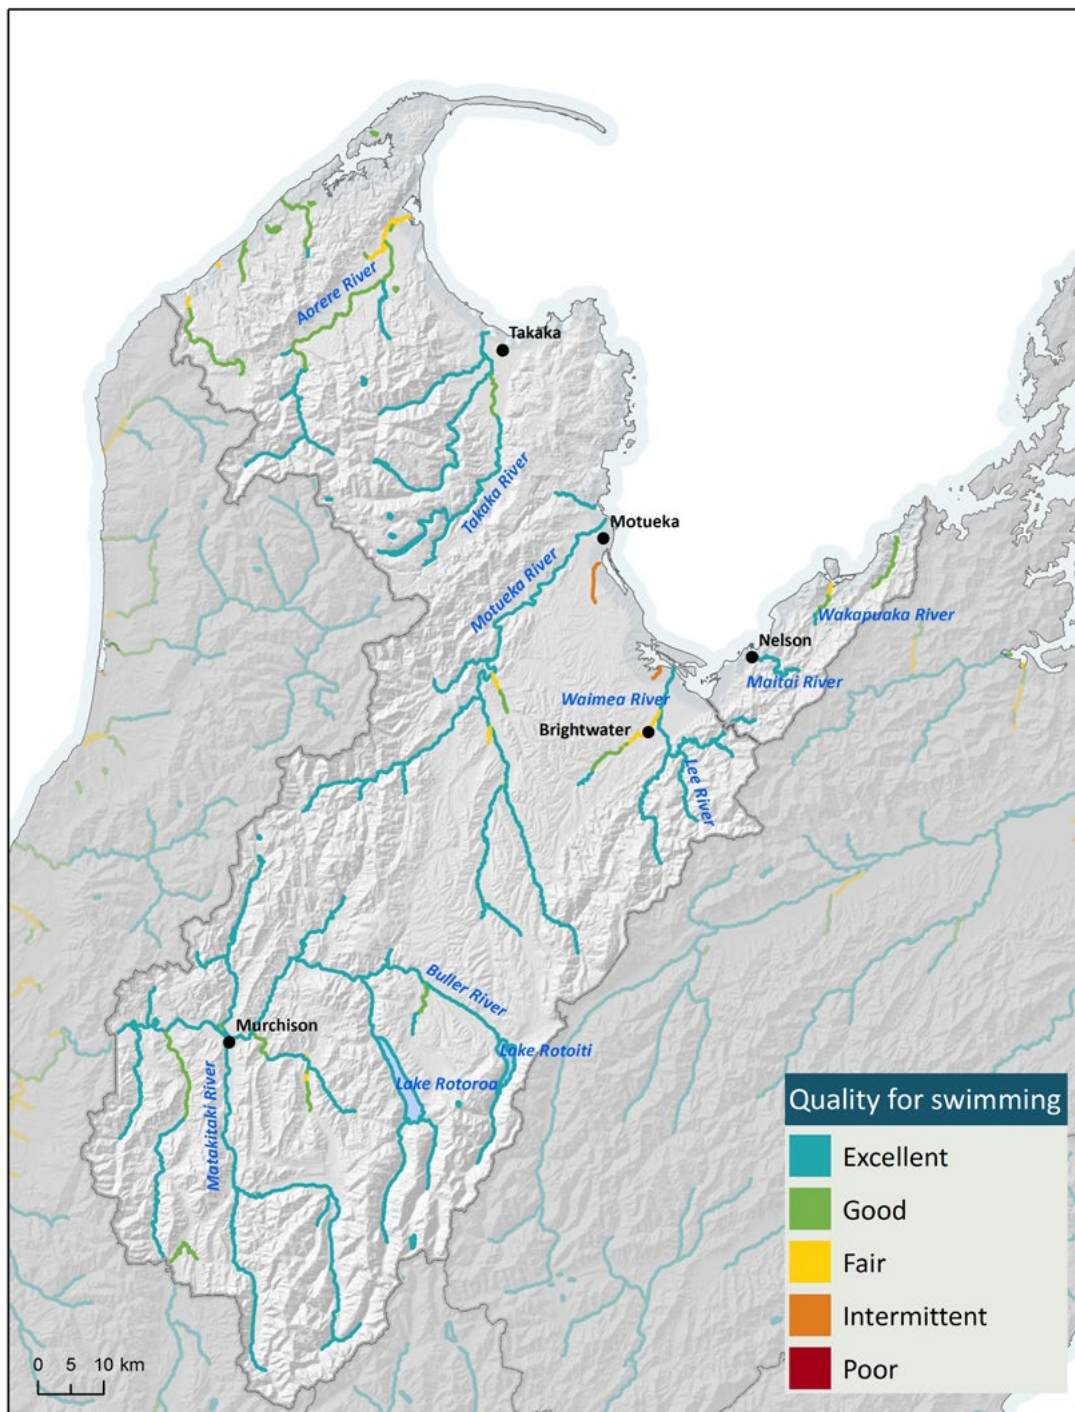 Aorere River
Takaka
Takaka River
Motueka
Motueka River
Wakapuaka River
Nelson
Maitai River
Waimea River
Brightwater
Lee River
Buller River
Murchison
Lake Rotoiti
Lake Rotoroa
Matakitaki River
Quality for swimming
Excellent
Good
Fair
Intermittent
Poor
0 5 10 km